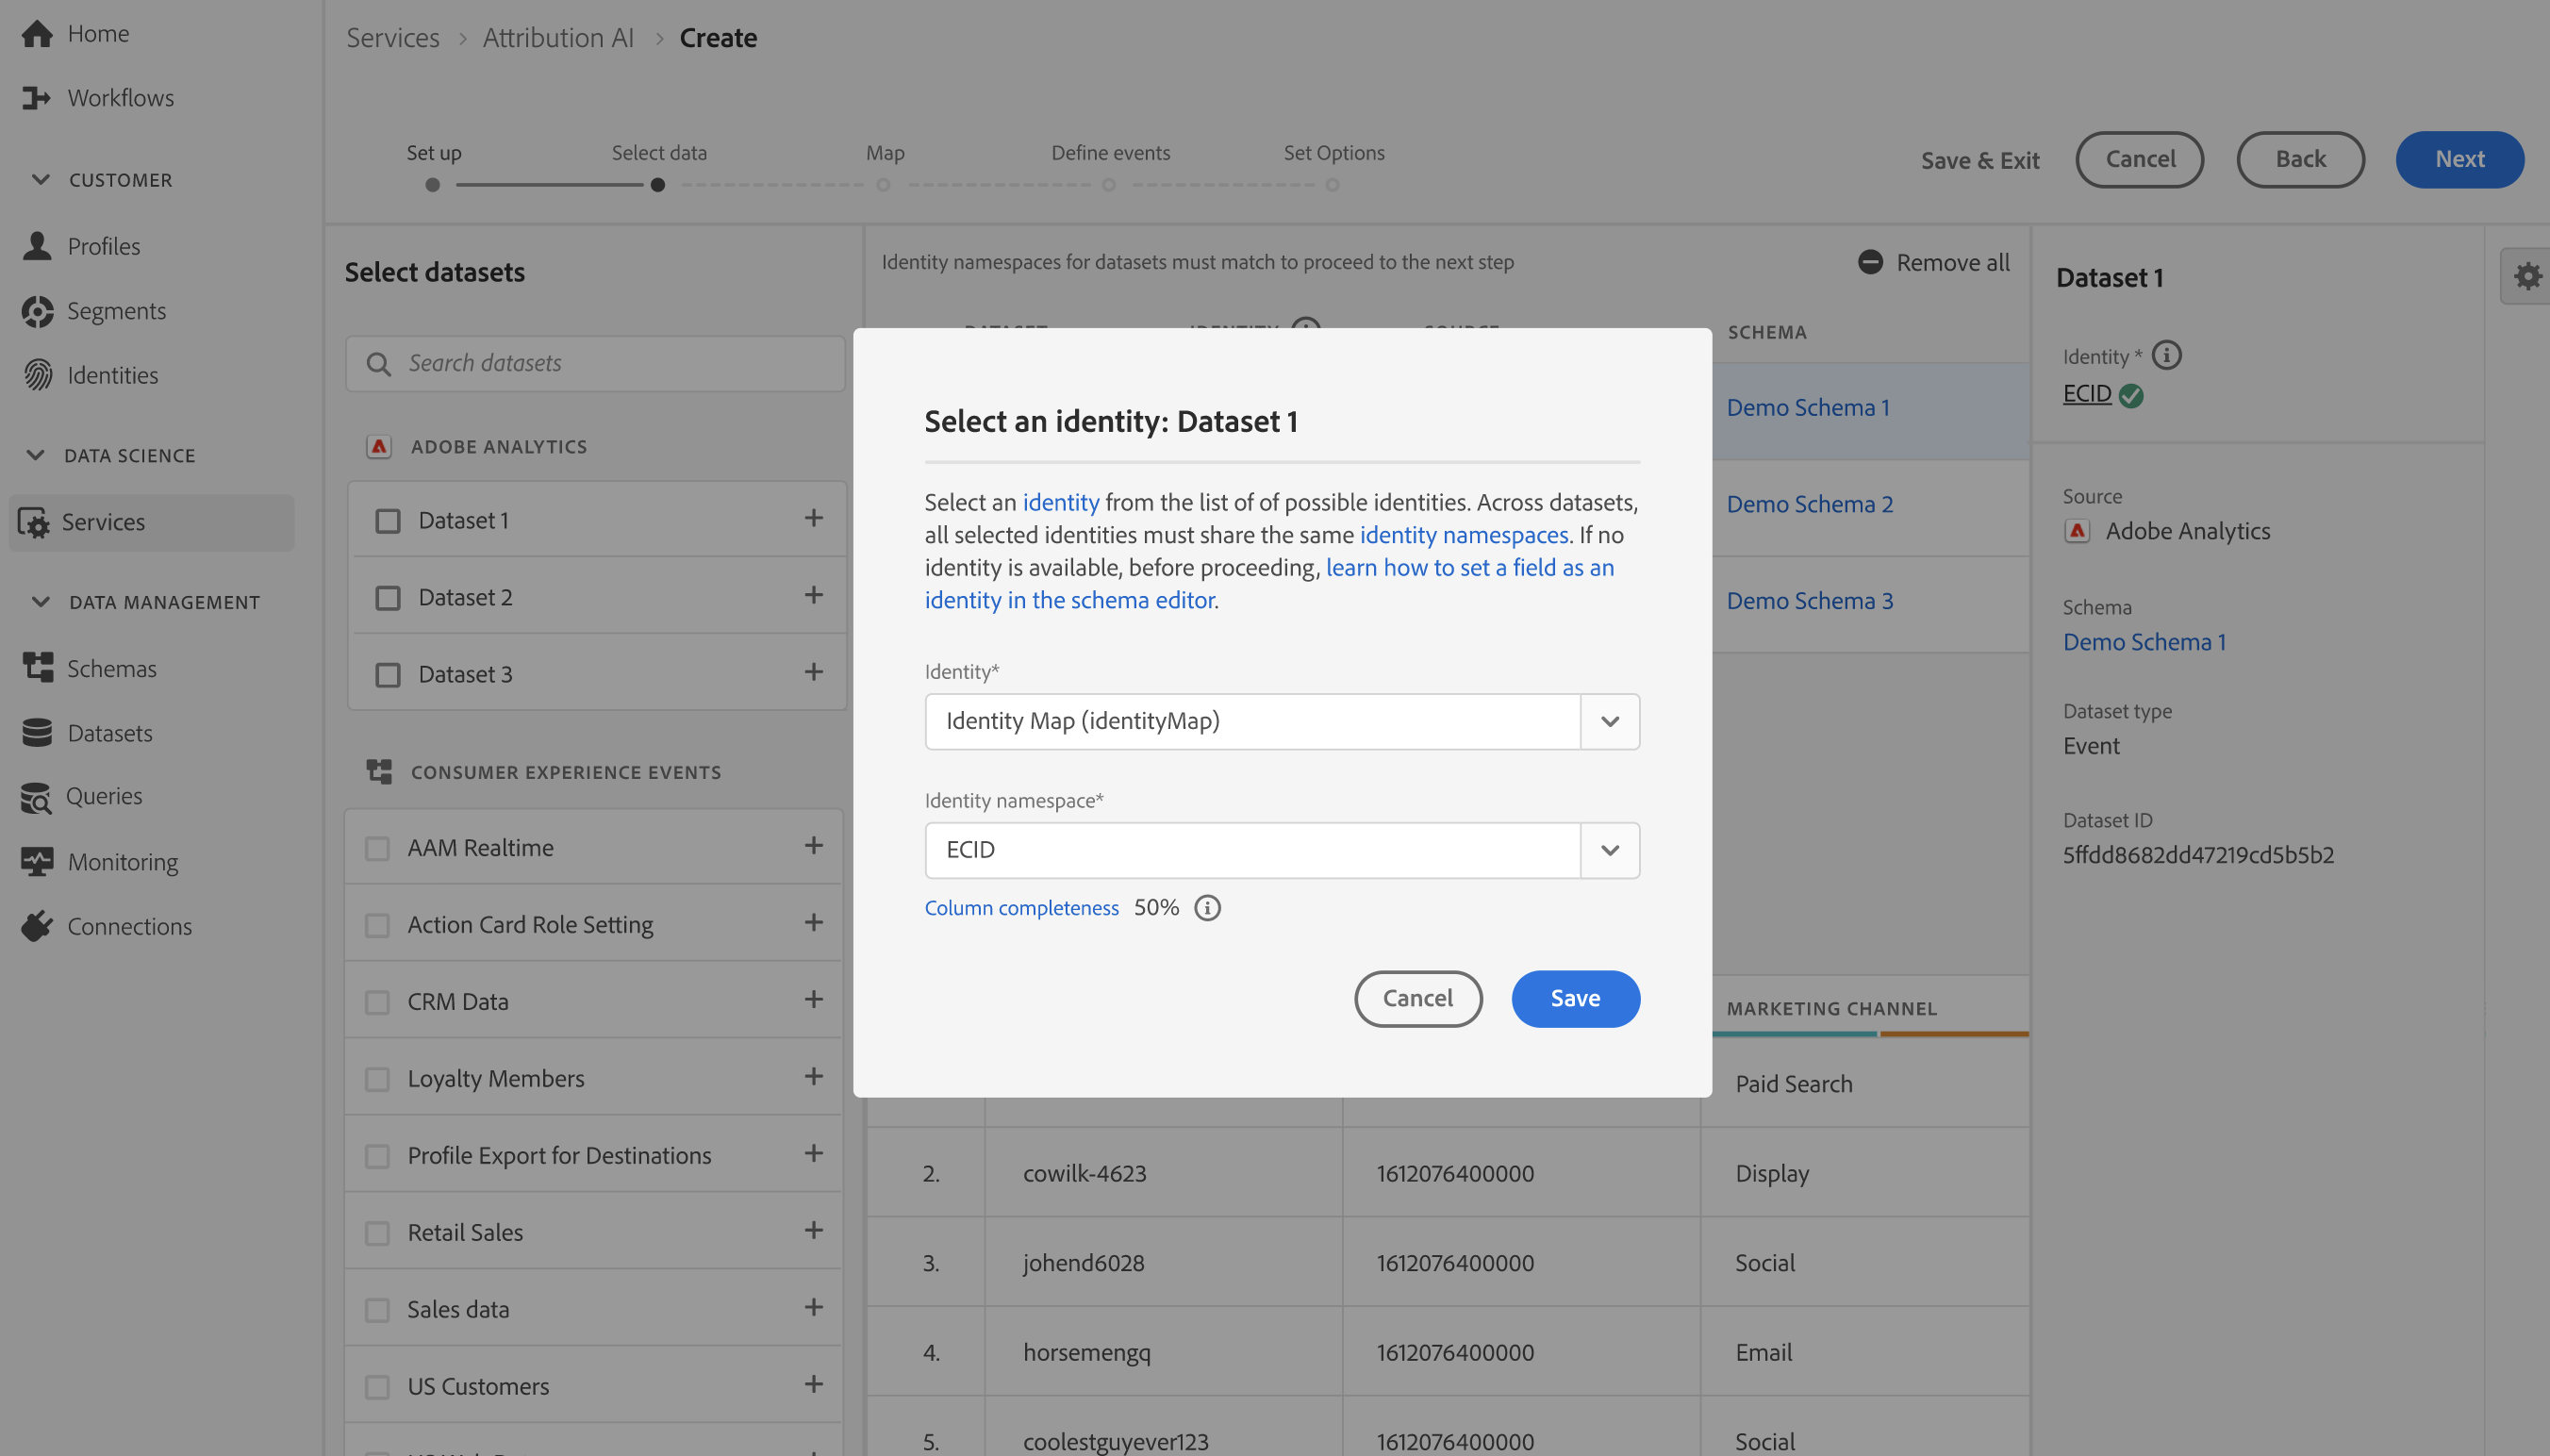 Home
Workflows
CUSTOMER
Profiles
Segments
Identities
DATA SCIENCE
Services
DATA MANAGEMENT
Schemas
Datasets
Queries
Monitoring
Connections
Services > Attribution AI > Create
Set up
Select data
Map
Define events
Set Options
Save & Exit
Cancel
Back
Next
Select datasets
Search datasets
ADOBE ANALYTICS
Dataset 1
Dataset 2
Dataset 3
CONSUMER EXPERIENCE EVENTS
AAM Realtime
Action Card Role Setting
CRM Data
Loyalty Members
Profile Export for Destinations
Retail Sales
Sales data
US Customers
Identity namespaces for datasets must match to proceed to the next step
Remove all
DATASET
IDENTITY
SOURCE
SCHEMA
Demo Schema 1
Demo Schema 2
Demo Schema 3
Select an identity: Dataset 1
Select an identity from the list of of possible identities. Across datasets,
all selected identities must share the same identity namespaces. If no
identity is available, before proceeding, learn how to set a field as an
identity in the schema editor.
Identity*
Identity Map (identityMap)
Identity namespace*
ECID
Column completeness 50%
Cancel
Save
MARKETING CHANNEL
Paid Search
2. cowilk-4623 1612076400000 Display
3. johend6028 1612076400000 Social
4. horsemengq 1612076400000 Email
5. coolestguyever123 1612076400000 Social
Dataset 1
Identity *
ECID
Source
Adobe Analytics
Schema
Demo Schema 1
Dataset type
Event
Dataset ID
5ffdd8682dd47219cd5b5b2